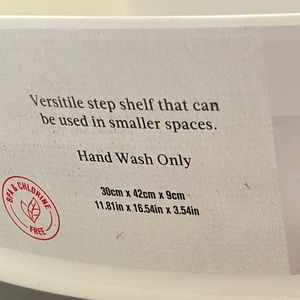 Versitile step shelf that can
be used in smaller spaces.
Hand Wash Only
BPA & CHLORINE
FREE
30cm x 42cm x 9cm
11.81in x 16.54in x 3.54in